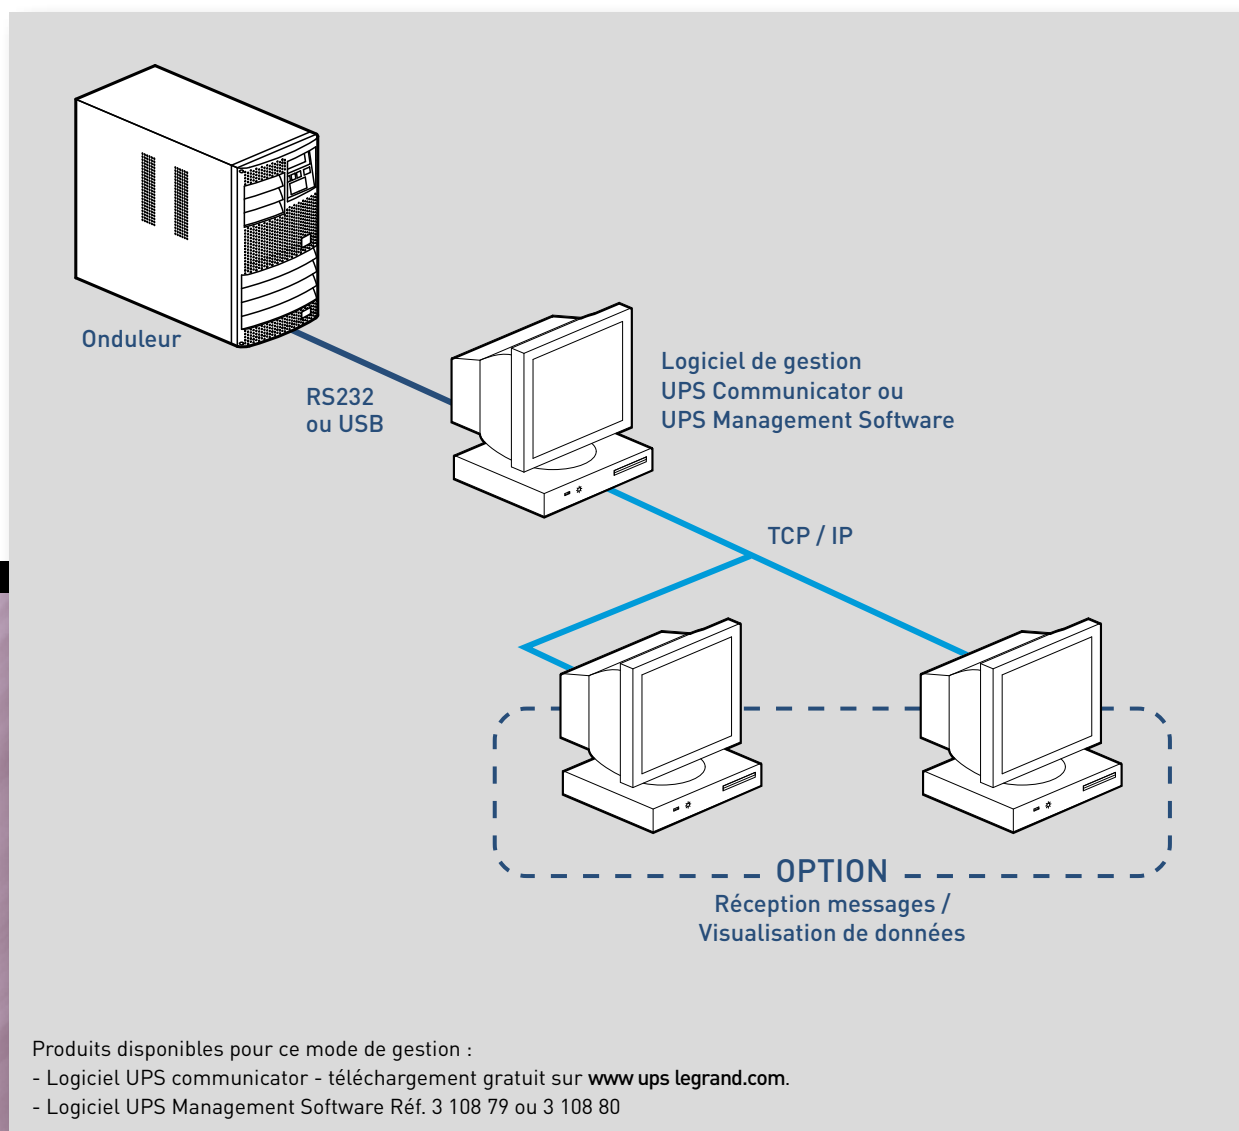 Onduleur
RS232
ou USB
Logiciel de gestion
UPS Communicator ou
UPS Management Software
TCP / IP
OPTION
Réception messages /
Visualisation de données
Produits disponibles pour ce mode de gestion :
- Logiciel UPS communicator - téléchargement gratuit sur www ups legrand.com.
- Logiciel UPS Management Software Réf. 3 108 79 ou 3 108 80